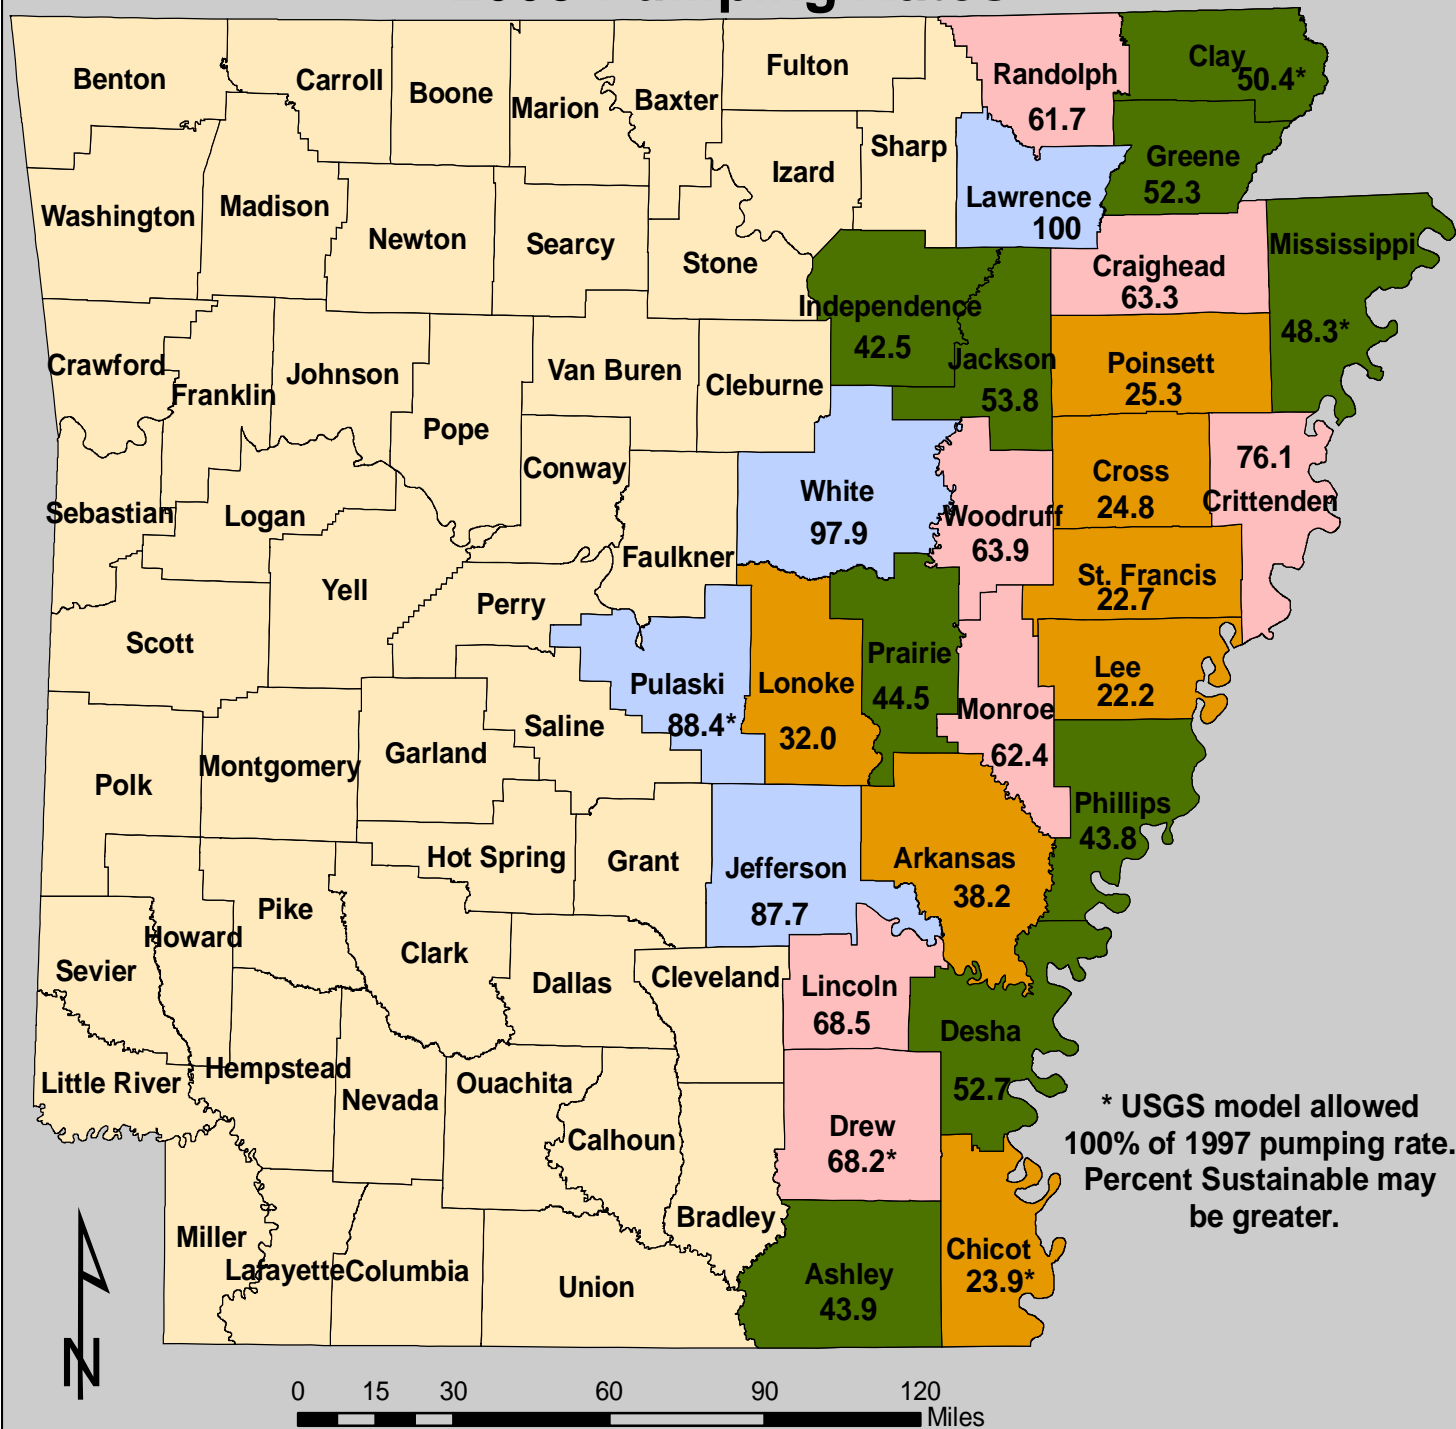 Benton
Carroll
Boone
Marion
Baxter
Fulton
Randolph
61.7
Clay
50.4*
Sharp
Izard
Greene
52.3
Lawrence
100
Washington
Madison
Newton
Searcy
Stone
Independence
42.5
Jackson
53.8
Craighead
63.3
Mississippi
48.3*
Crawford
Franklin
Johnson
Pope
Van Buren
Cleburne
Poinsett
25.3
Sebastian
Logan
Conway
White
97.9
Woodruff
63.9
Cross
24.8
76.1
Crittenden
Yell
Faulkner
St. Francis
22.7
Scott
Perry
Pulaski
88.4*
Lonoke
32.0
Prairie
44.5
Monroe
62.4
Lee
22.2
Polk
Montgomery
Garland
Saline
Phillips
43.8
Hot Spring
Grant
Jefferson
87.7
Arkansas
38.2
Sevier
Howard
Pike
Clark
Dallas
Cleveland
Lincoln
68.5
Desha
52.7
Little River
Hempstead
Nevada
Ouachita
Calhoun
Drew
68.2*
* USGS model allowed
100% of 1997 pumping rate.
Percent Sustainable may
be greater.
Miller
Lafayette
Columbia
Union
Bradley
Ashley
43.9
Chicot
23.9*
N
0 15 30 60 90 120
Miles